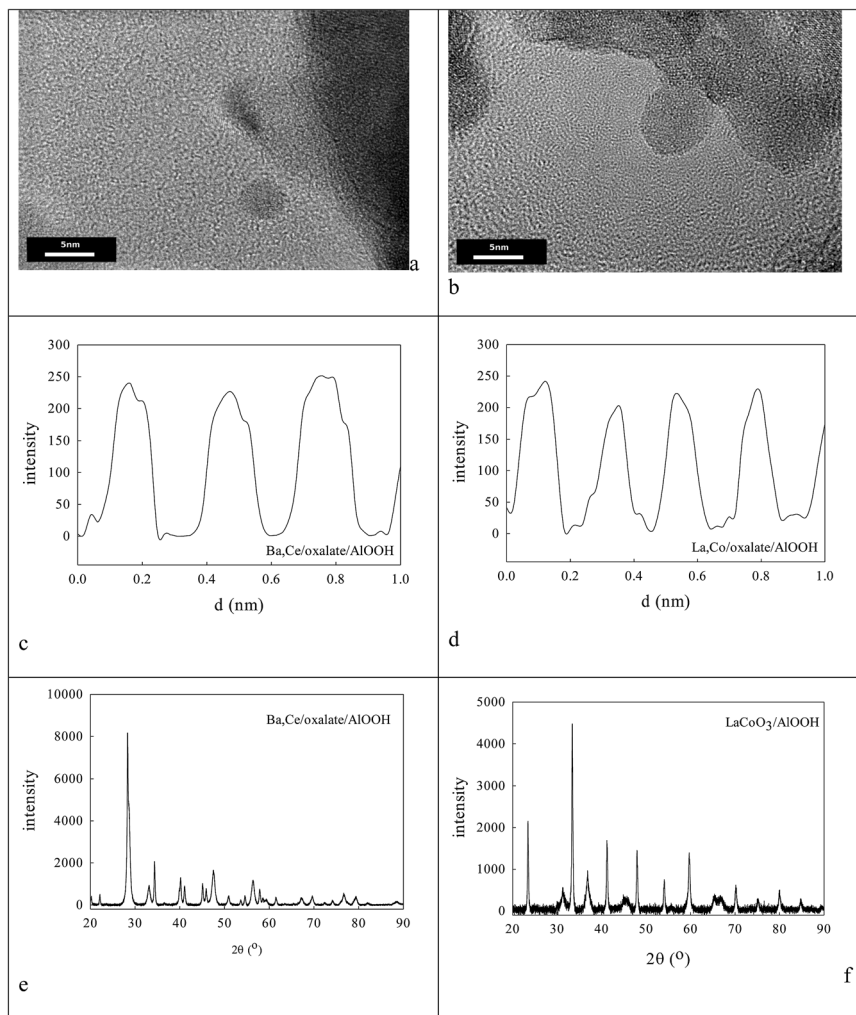 5nm
a
5nm
b
300
250
200
150
100
50
0
intensity
Ba,Ce/oxalate/AlOOH
0.0 0.2 0.4 0.6 0.8 1.0
d (nm)
c
300
250
200
150
100
50
0
intensity
La,Co/oxalate/AlOOH
0.0 0.2 0.4 0.6 0.8 1.0
d (nm)
d
10000
8000
6000
4000
2000
0
intensity
Ba,Ce/oxalate/AlOOH
20 30 40 50 60 70 80 90
2θ (º)
e
5000
4000
3000
2000
1000
0
intensity
LaCoO3/AlOOH
20 30 40 50 60 70 80 90
2θ (º)
f